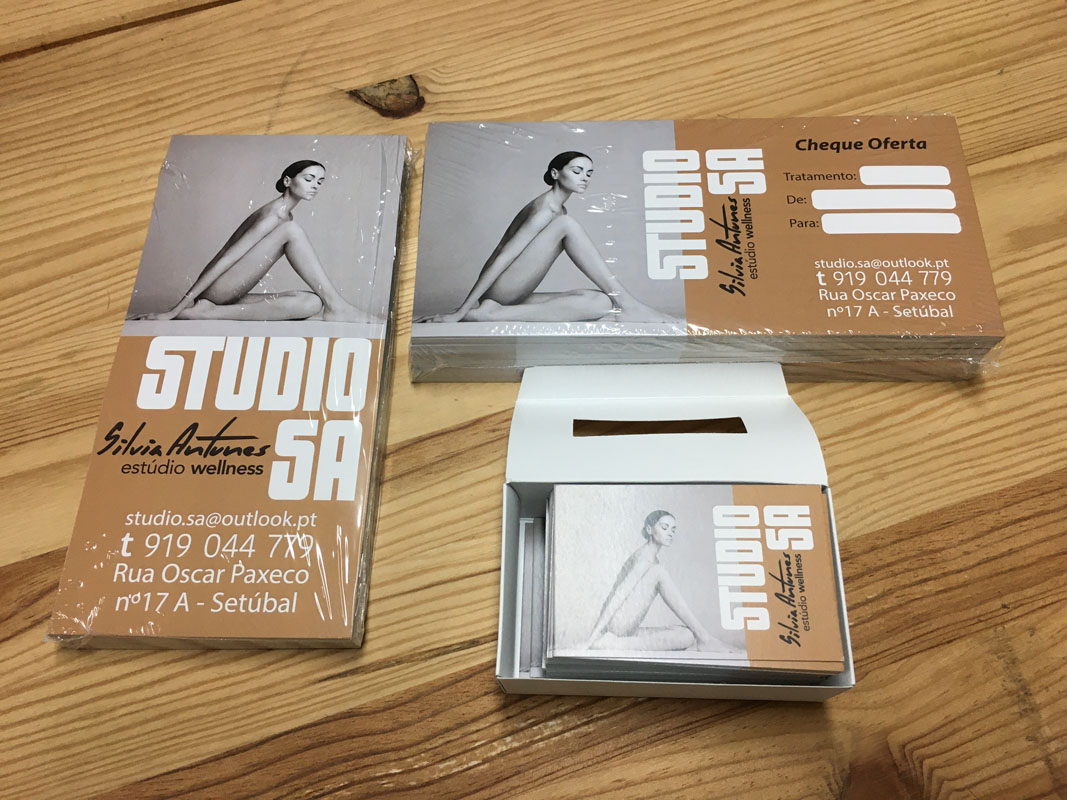 STUDIO
SA
Silvia Antunes
estúdio wellness
studio.sa@outlook.pt
t 919 044 779
Rua Oscar Paxeco
nº17 A - Setúbal
STUDIO
SA
Silvia Antunes
estúdio wellness
Cheque Oferta
Tratamento:
De:
Para:
studio.sa@outlook.pt
t 919 044 779
Rua Oscar Paxeco
nº17 A - Setúbal
STUDIO
SA
Silvia Antunes
estúdio wellness